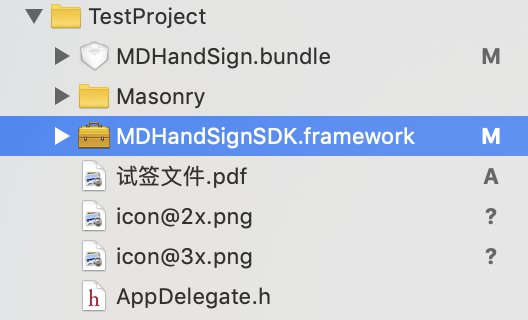 TestProject
MDHandSign.bundle M
Masonry
MDHandSignSDK.framework M
试签文件.pdf A
icon@2x.png ?
icon@3x.png ?
h AppDelegate.h